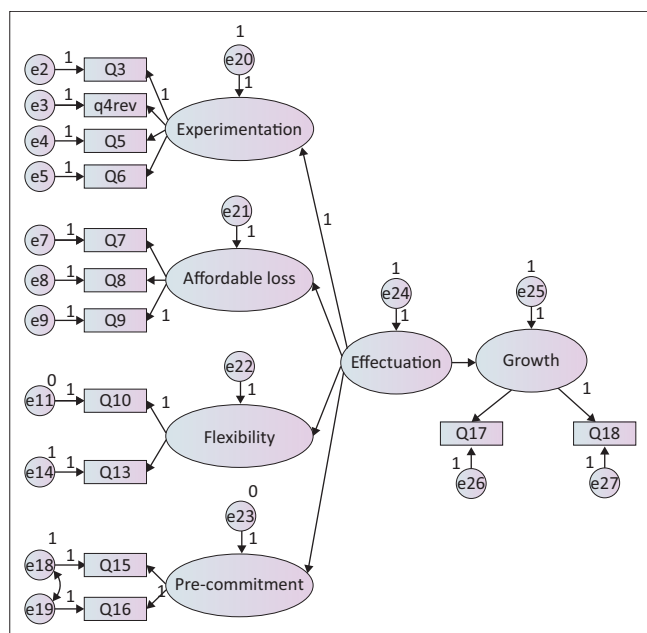 1
e20
1
e2 1 Q3
e3 1 q4rev
1
Experimentation
e4 1 Q5
e5 1 Q6
1
e21
1
e7 1 Q7
e8 1 Q8
Affordable loss
e9 1 Q9
1
1
e24
1
1
e25
1
Effectuation
Growth
e22
1
0
e11 1 Q10
1
Flexibility
1
e14 1 Q13
1
Q17
Q18
1
e26
1
e27
0
e23
1
1
e18 1 Q15
Pre-commitment
e19 1 Q16
1